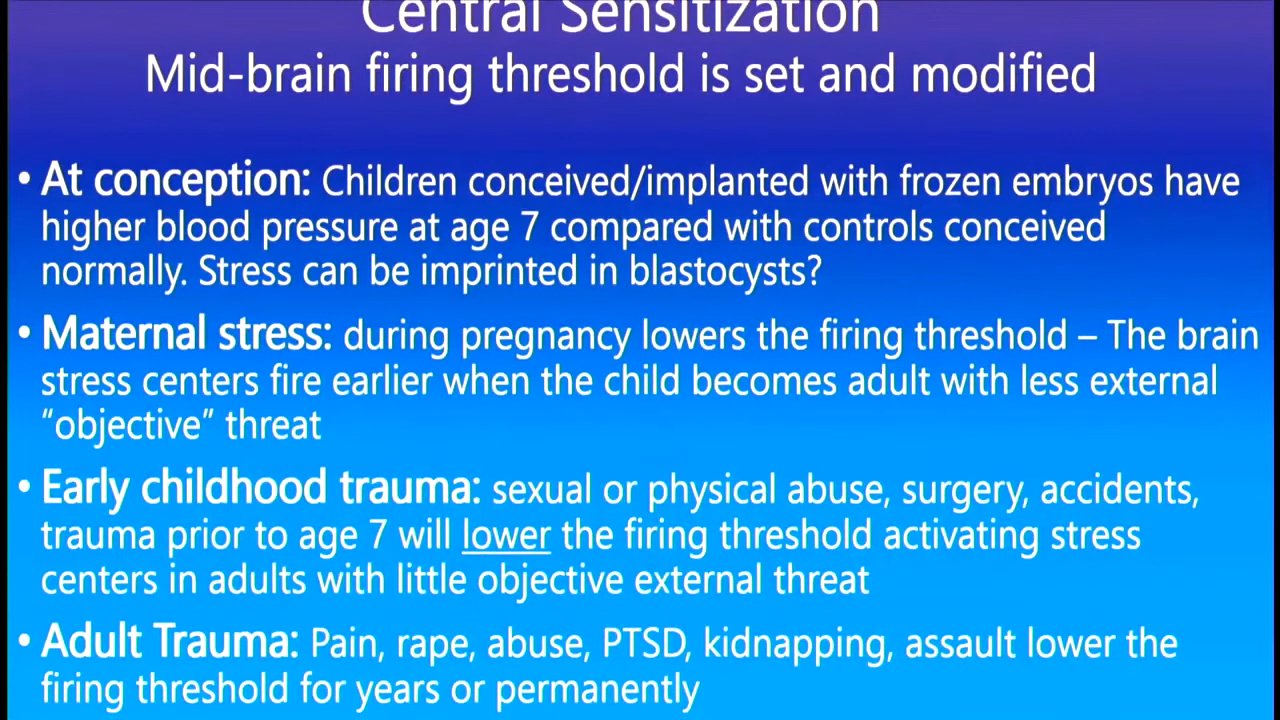 Central Sensitization
Mid-brain firing threshold is set and modified
• At conception: Children conceived/implanted with frozen embryos have
higher blood pressure at age 7 compared with controls conceived
normally. Stress can be imprinted in blastocysts?
• Maternal stress: during pregnancy lowers the firing threshold – The brain
stress centers fire earlier when the child becomes adult with less external
“objective” threat
• Early childhood trauma: sexual or physical abuse, surgery, accidents,
trauma prior to age 7 will lower the firing threshold activating stress
centers in adults with little objective external threat
• Adult Trauma: Pain, rape, abuse, PTSD, kidnapping, assault lower the
firing threshold for years or permanently